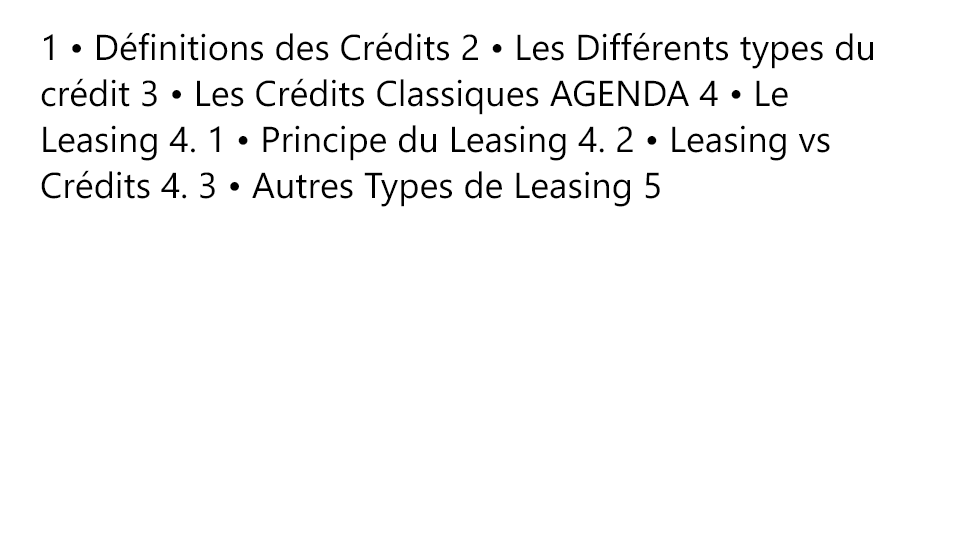 1 • Définitions des Crédits 2 • Les Différents types du
crédit 3 • Les Crédits Classiques AGENDA 4 • Le
Leasing 4. 1 • Principe du Leasing 4. 2 • Leasing vs
Crédits 4. 3 • Autres Types de Leasing 5